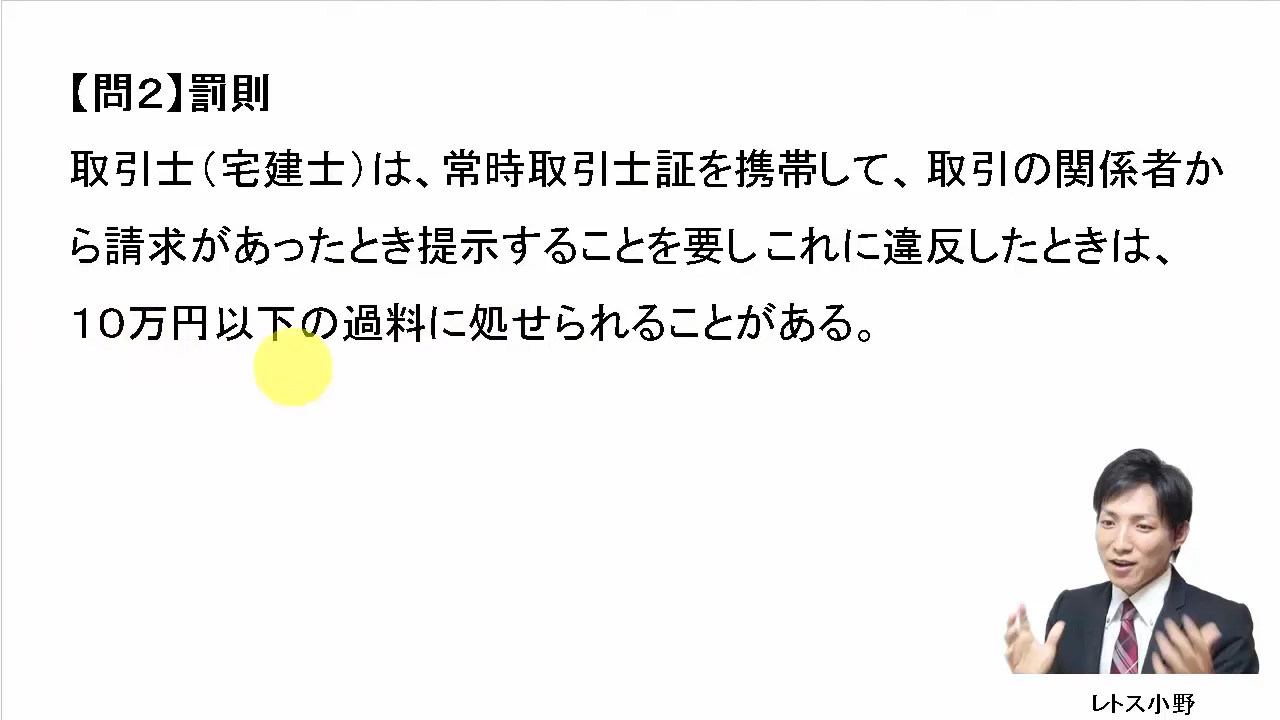 【問２】罰則
取引士（宅建士）は、常時取引士証を携帯して、取引の関係者か
ら請求があったとき提示することを要しこれに違反したときは、
１０万円以下の過料に処せられることがある。
レトス小野